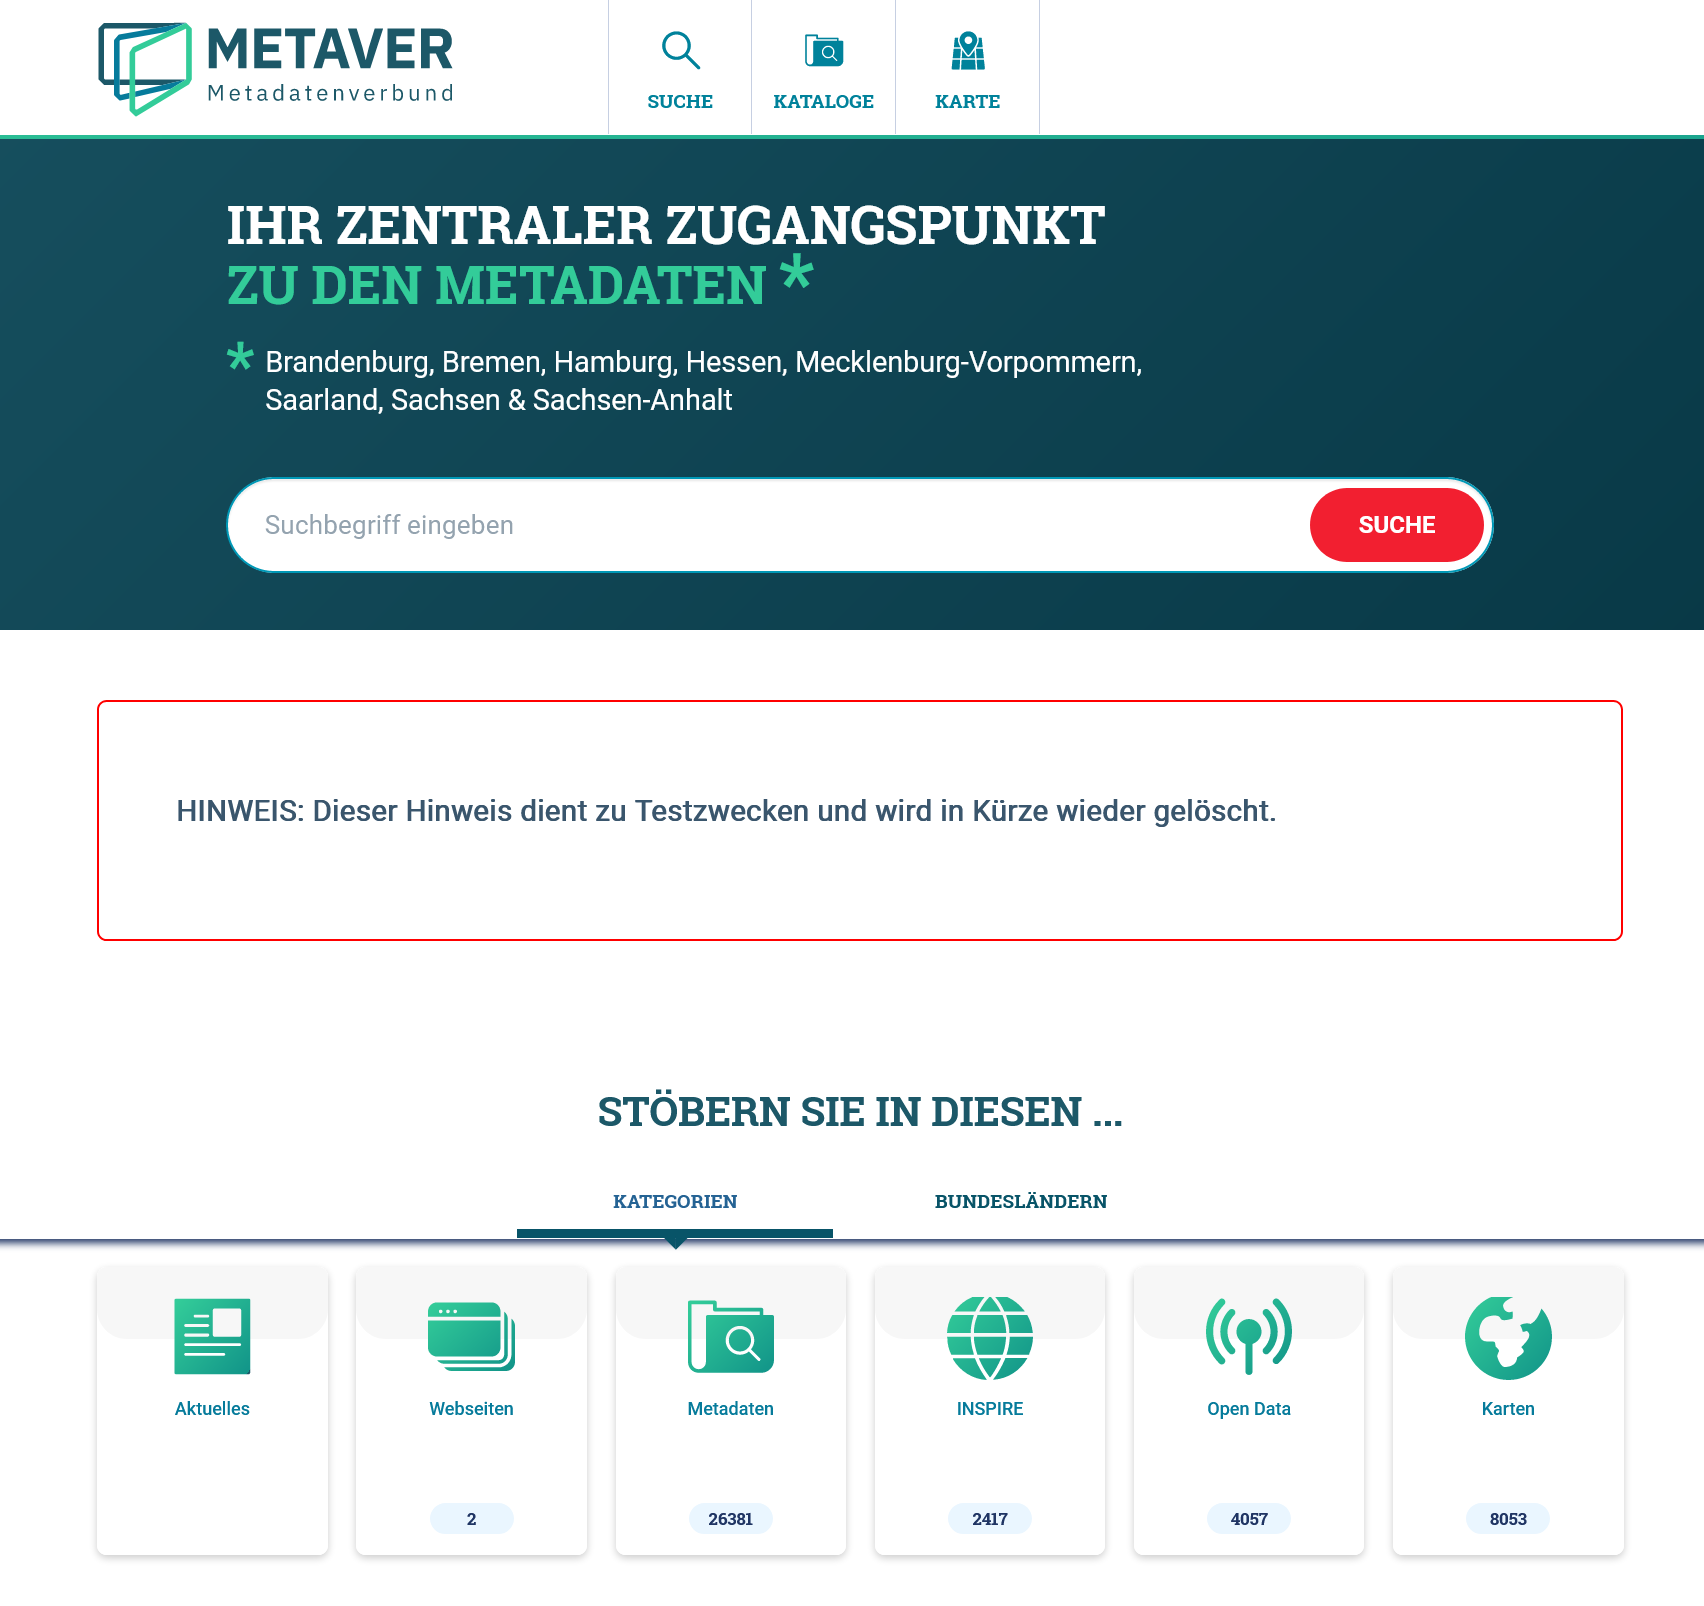 METAVER
Metadatenverbund
SUCHE
KATALOGE
KARTE
IHR ZENTRALER ZUGANGSPUNKT
ZU DEN METADATEN *
* Brandenburg, Bremen, Hamburg, Hessen, Mecklenburg-Vorpommern,
Saarland, Sachsen & Sachsen-Anhalt
Suchbegriff eingeben
SUCHE
HINWEIS: Dieser Hinweis dient zu Testzwecken und wird in Kürze wieder gelöscht.
STÖBERN SIE IN DIESEN ...
KATEGORIEN
BUNDESLÄNDERN
Aktuelles
Webseiten
2
Metadaten
26381
INSPIRE
2417
Open Data
4057
Karten
8053